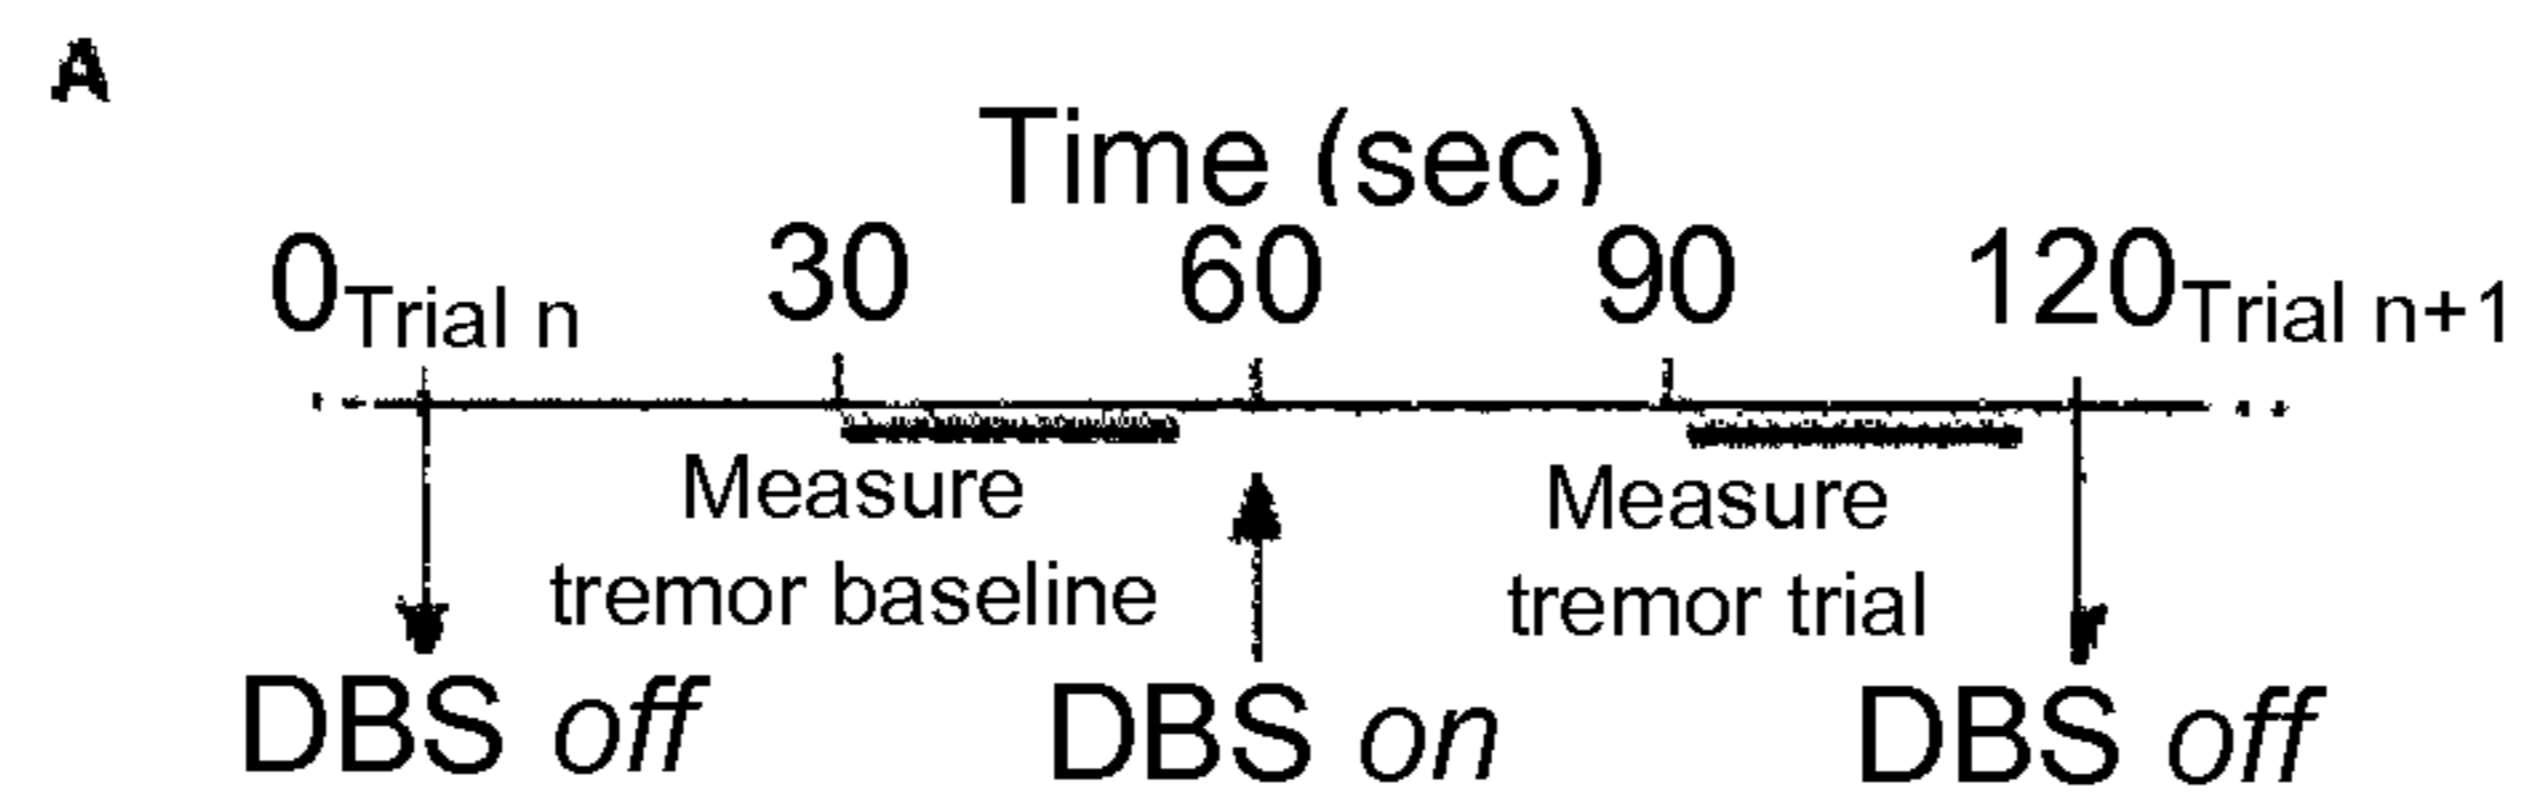 A
Time (sec)
0 Trial n 30 60 90 120 Trial n+1
Measure
tremor baseline
Measure
tremor trial
DBS off DBS on DBS off